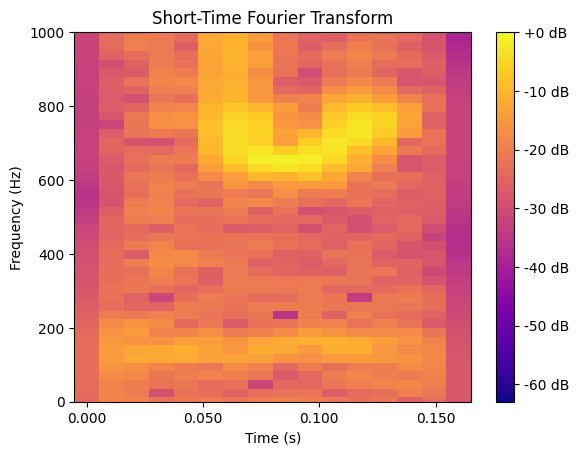 Short-Time Fourier Transform
Frequency (Hz)
1000
800
600
400
200
0
0.000
0.050
0.100
0.150
Time (s)
+0 dB
-10 dB
-20 dB
-30 dB
-40 dB
-50 dB
-60 dB